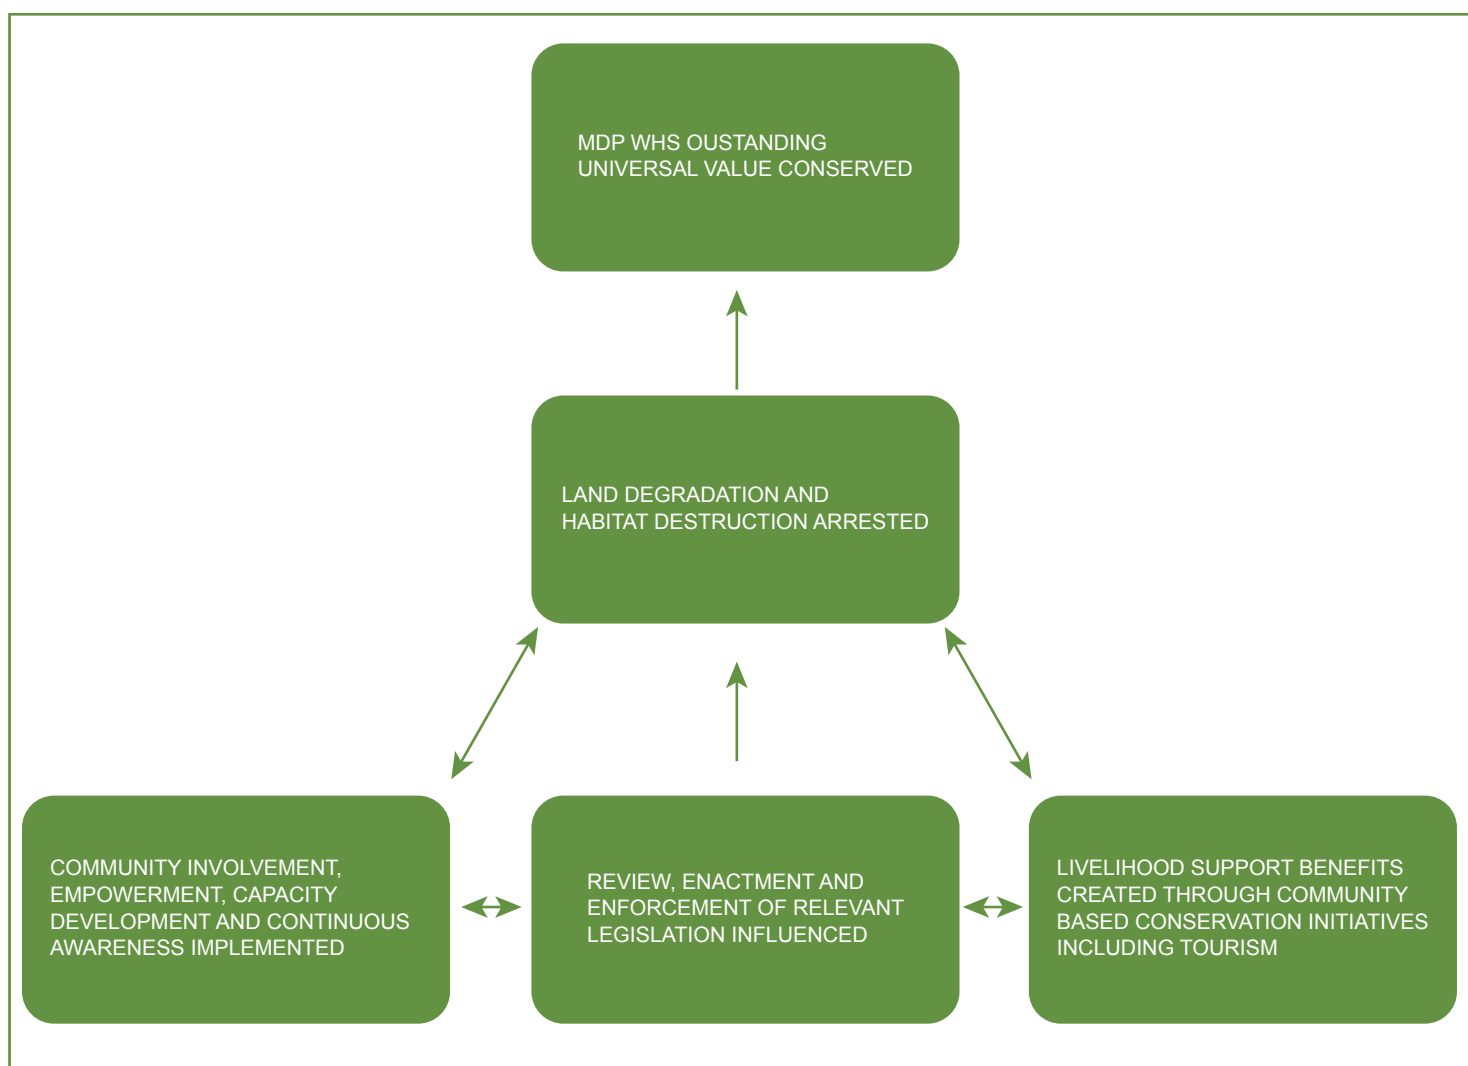 MDP WHS OUSTANDING
UNIVERSAL VALUE CONSERVED
LAND DEGRADATION AND
HABITAT DESTRUCTION ARRESTED
COMMUNITY INVOLVEMENT,
EMPOWERMENT, CAPACITY
DEVELOPMENT AND CONTINUOUS
AWARENESS IMPLEMENTED
REVIEW, ENACTMENT AND
ENFORCEMENT OF RELEVANT
LEGISLATION INFLUENCED
LIVELIHOOD SUPPORT BENEFITS
CREATED THROUGH COMMUNITY
BASED CONSERVATION INITIATIVES
INCLUDING TOURISM